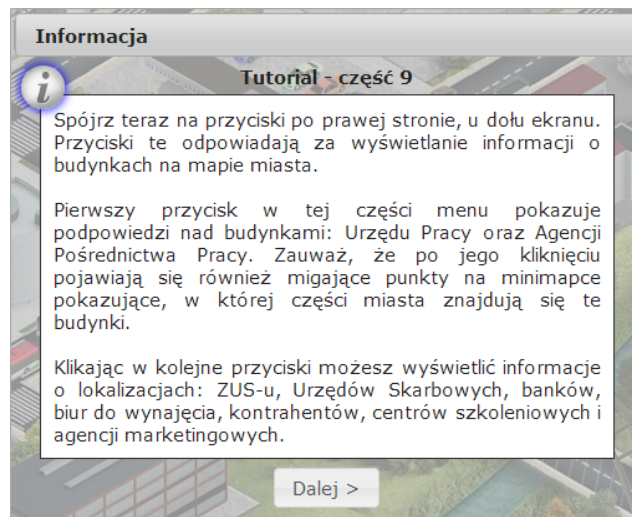 Informacja
Tutorial - część 9
i
Spójrz teraz na przyciski po prawej stronie, u dołu ekranu.
Przyciski te odpowiadają za wyświetlanie informacji o
budynkach na mapie miasta.
Pierwszy przycisk w tej części menu pokazuje
podpowiedzi nad budynkami: Urzędu Pracy oraz Agencji
Pośrednictwa Pracy. Zauważ, że po jego kliknięciu
pojawiają się również migające punkty na minimapce
pokazujące, w której części miasta znajdują się te
budynki.
Klikając w kolejne przyciski możesz wyświetlić informacje
o lokalizacjach: ZUS-u, Urzędów Skarbowych, banków,
biur do wynajęcia, kontrahentów, centrów szkoleniowych i
agencji marketingowych.
Dalej >